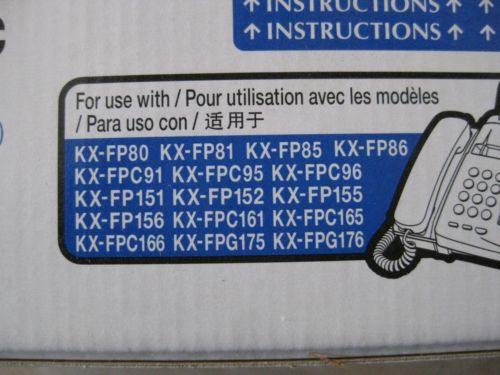 ↑ INSTRUCTIONS ↑
↑ INSTRUCTIONS ↑
For use with / Pour utilisation avec les modèles
/ Para uso con / 适用于
KX-FP80 KX-FP81 KX-FP85 KX-FP86
KX-FPC91 KX-FPC95 KX-FPC96
KX-FP151 KX-FP152 KX-FP155
KX-FP156 KX-FPC161 KX-FPC165
KX-FPC166 KX-FPG175 KX-FPG176